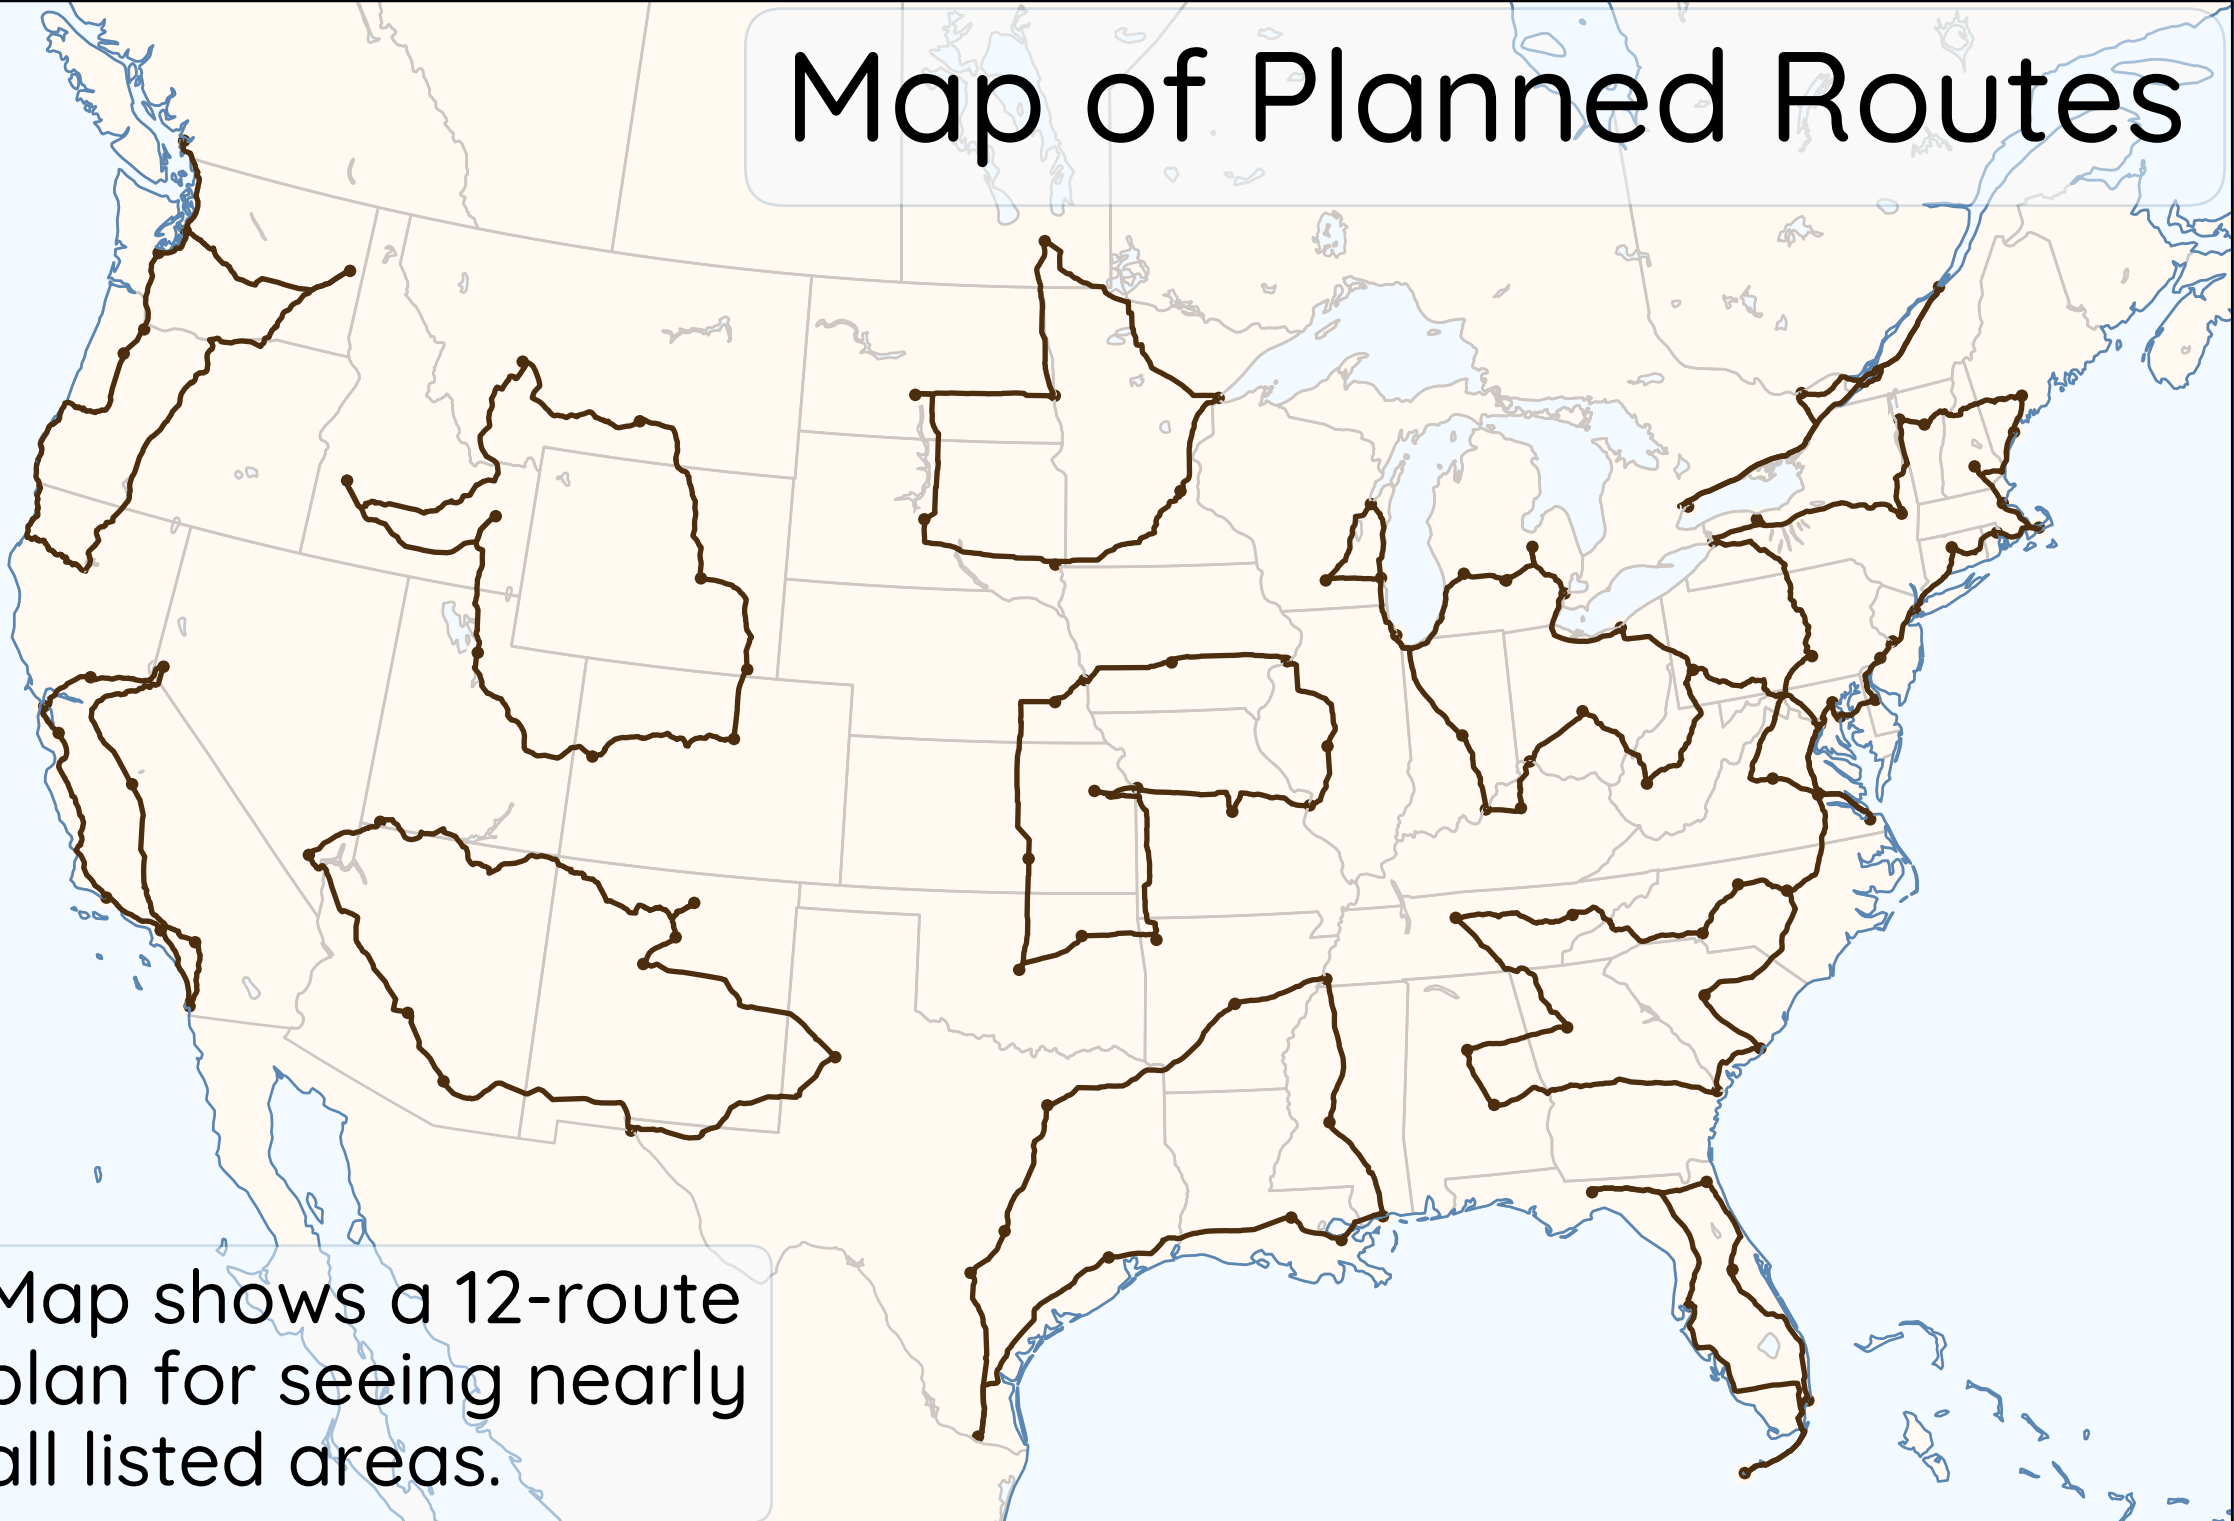 Map of Planned Routes
Map shows a 12-route
plan for seeing nearly
all listed areas.